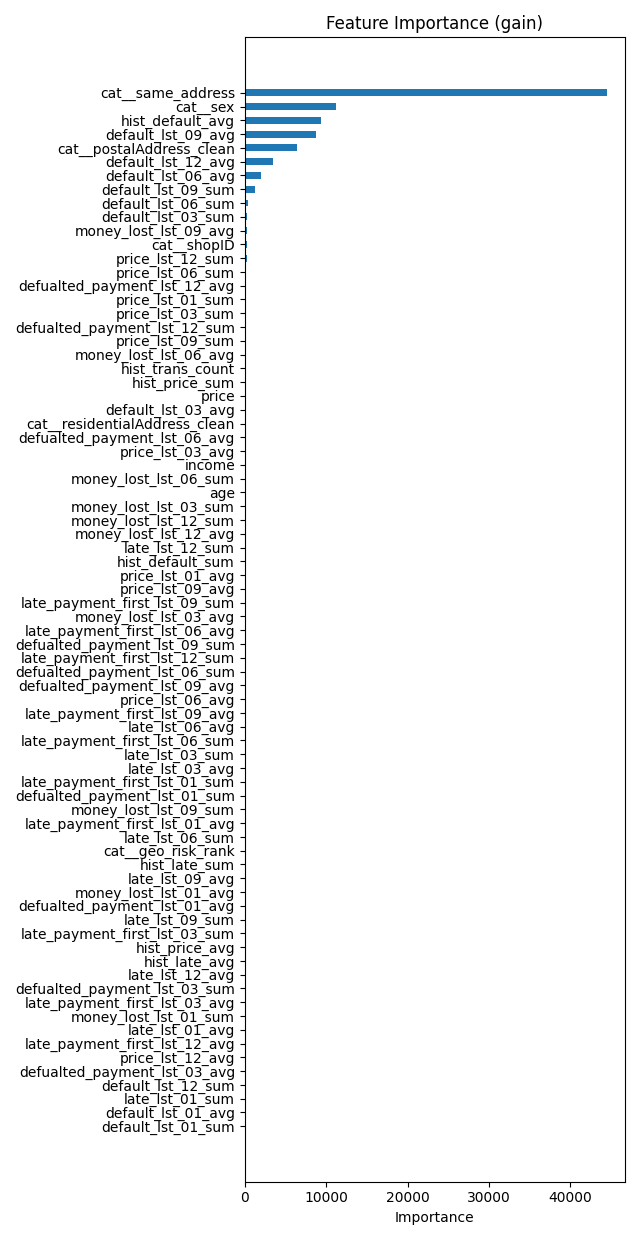 Feature Importance (gain)
cat__same_address
cat__sex
hist_default_avg
default_lst_09_avg
cat__postalAddress_clean
default_lst_12_avg
default_lst_06_avg
default_lst_09_sum
default_lst_06_sum
default_lst_03_sum
money_lost_lst_09_avg
cat__shopID
price_lst_12_sum
price_lst_06_sum
defualted_payment_lst_12_avg
price_lst_01_sum
price_lst_03_sum
defualted_payment_lst_12_sum
price_lst_09_sum
money_lost_lst_06_avg
hist_trans_count
hist_price_sum
price
default_lst_03_avg
cat__residentialAddress_clean
defualted_payment_lst_06_avg
price_lst_03_avg
income
money_lost_lst_06_sum
age
money_lost_lst_03_sum
money_lost_lst_12_sum
money_lost_lst_12_avg
late_lst_12_sum
hist_default_sum
price_lst_01_avg
price_lst_09_avg
late_payment_first_lst_09_sum
money_lost_lst_03_avg
late_payment_first_lst_06_avg
defualted_payment_lst_09_sum
late_payment_first_lst_12_sum
defualted_payment_lst_06_sum
defualted_payment_lst_09_avg
price_lst_06_avg
late_payment_first_lst_09_avg
late_lst_06_avg
late_payment_first_lst_06_sum
late_lst_03_sum
late_lst_03_avg
late_payment_first_lst_01_sum
defualted_payment_lst_01_sum
money_lost_lst_09_sum
late_payment_first_lst_01_avg
late_lst_06_sum
cat__geo_risk_rank
hist_late_sum
late_lst_09_avg
money_lost_lst_01_avg
defualted_payment_lst_01_avg
late_lst_09_sum
late_payment_first_lst_03_sum
hist_price_avg
hist_late_avg
late_lst_12_avg
defualted_payment_lst_03_sum
late_payment_first_lst_03_avg
money_lost_lst_01_sum
late_lst_01_avg
late_payment_first_lst_12_avg
price_lst_12_avg
defualted_payment_lst_03_avg
default_lst_12_sum
late_lst_01_sum
default_lst_01_avg
default_lst_01_sum
0 10000 20000 30000 40000
Importance